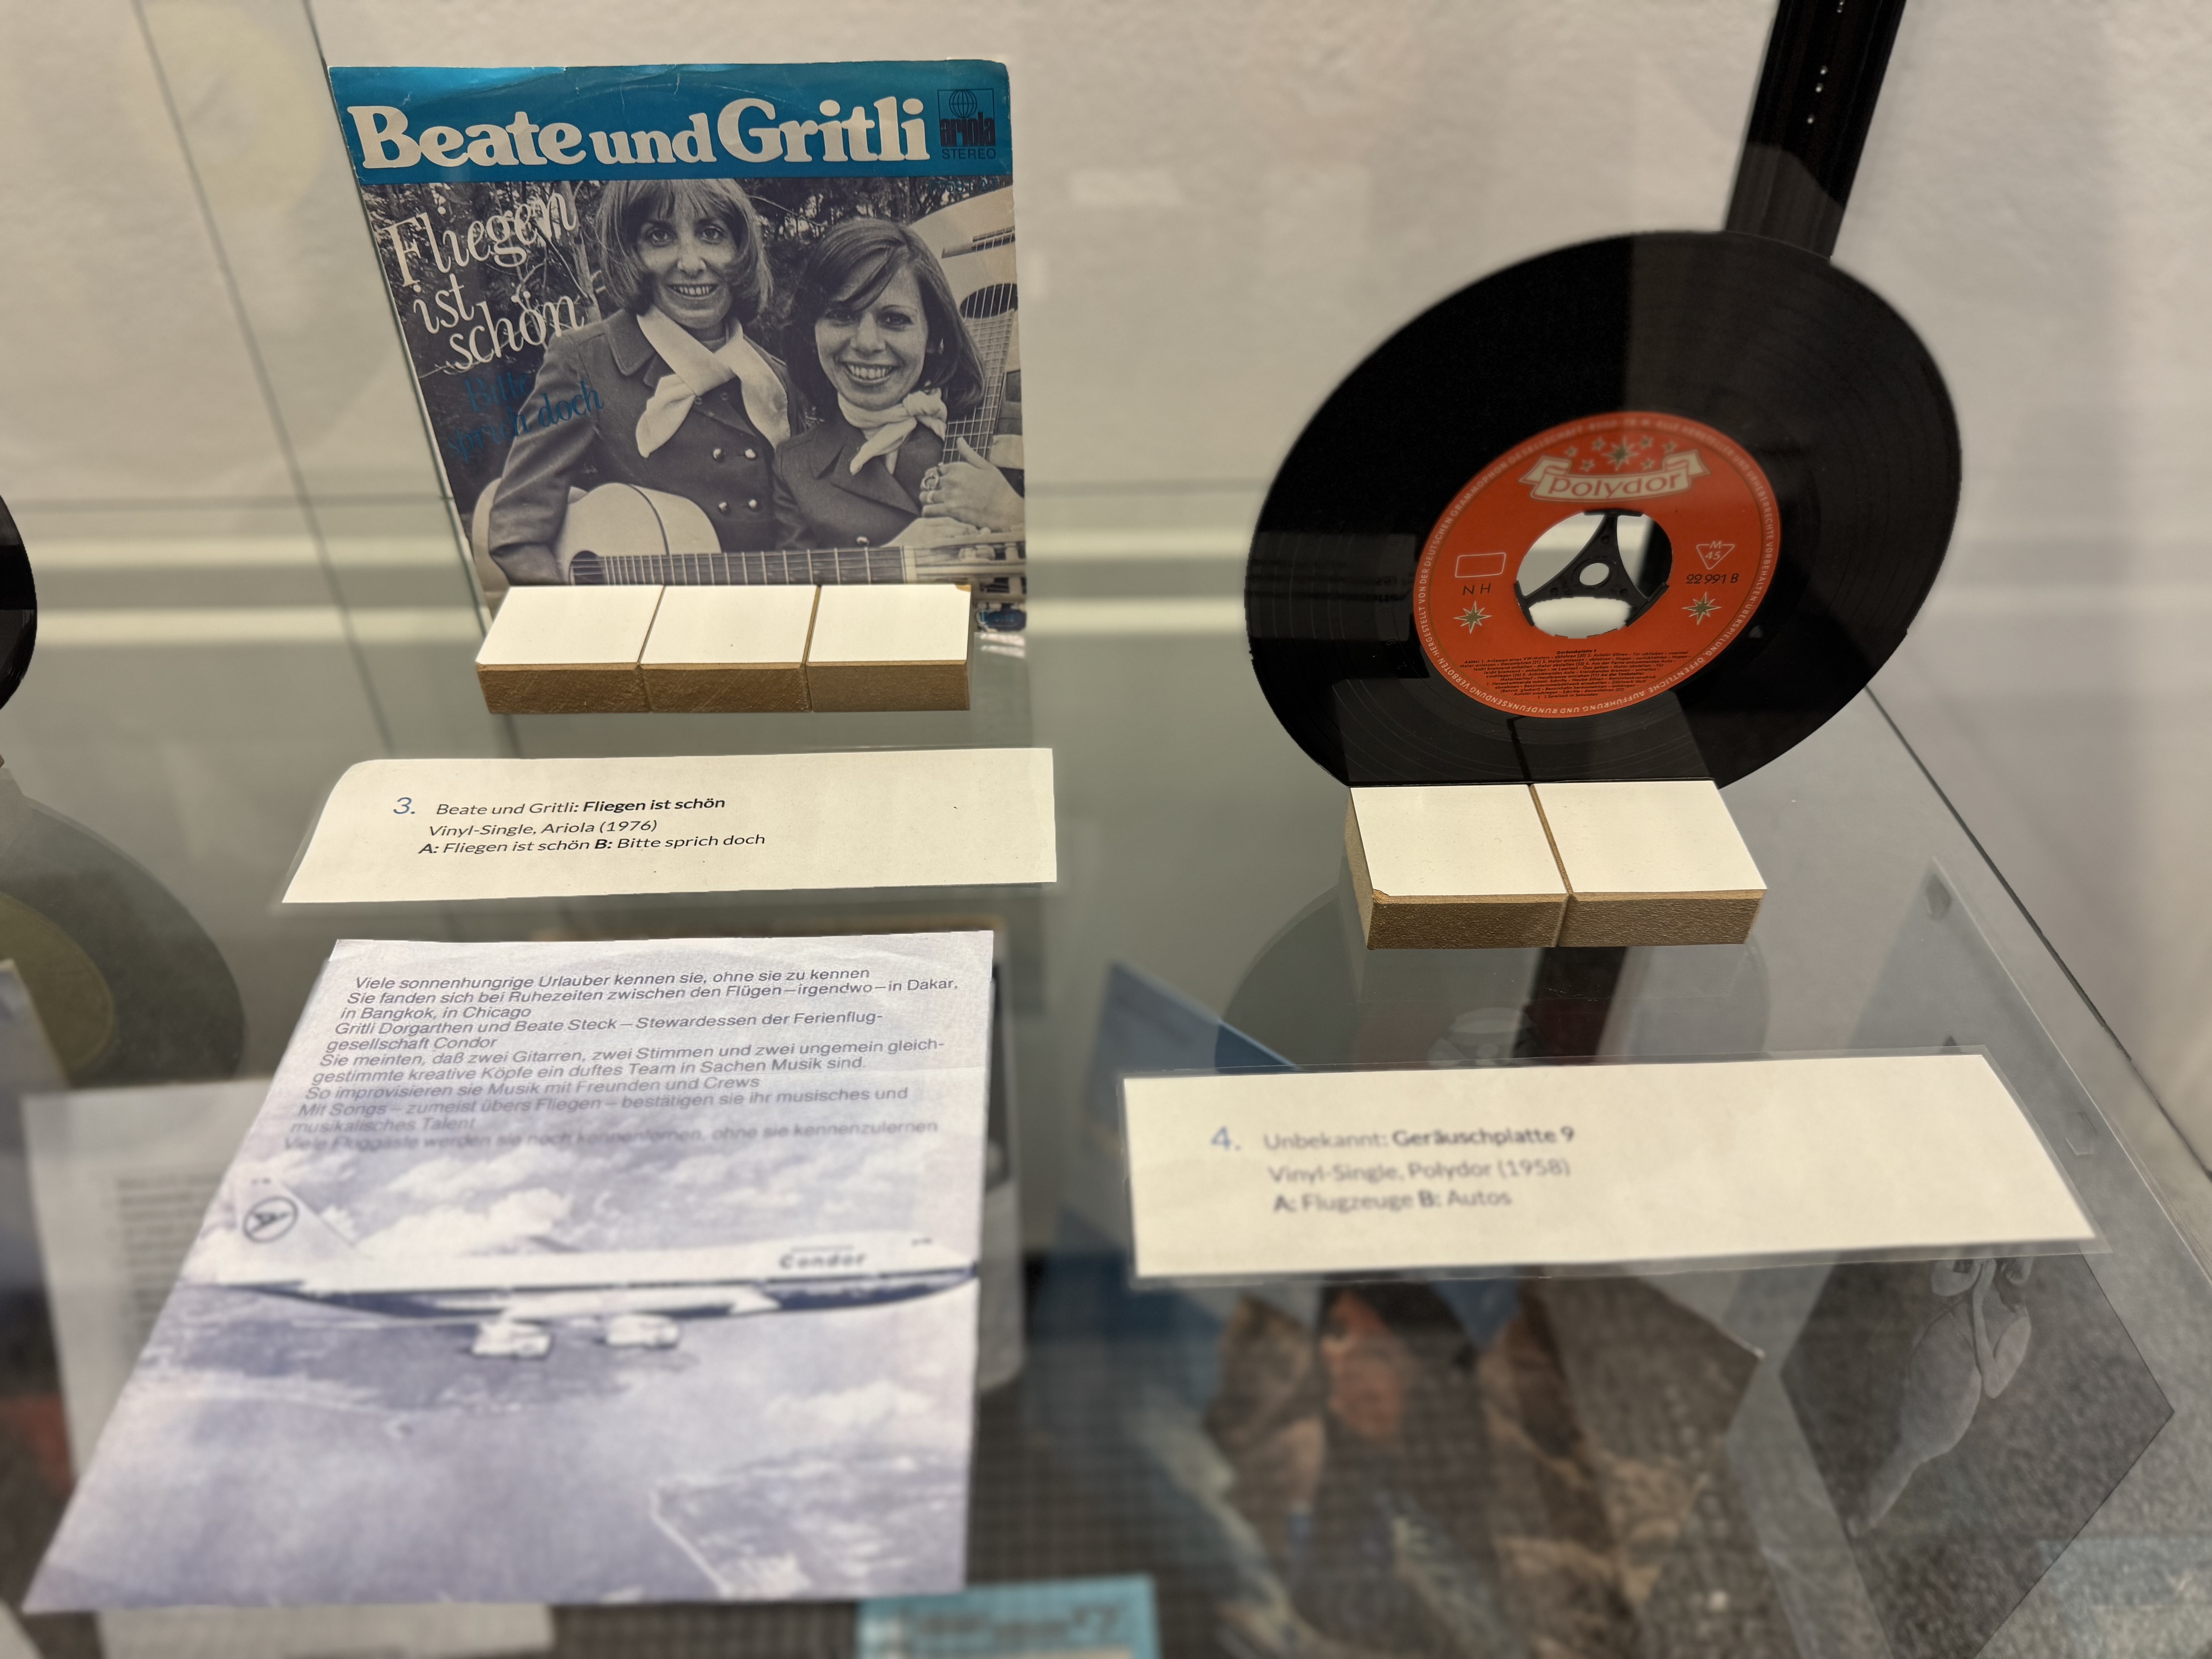 Beate und Gritli
ariola
STEREO
Fliegen
ist
schön
Bitte
sprich doch
polydor
M
45
22 991 B
N H
3. Beate und Gritli: Fliegen ist schön
Vinyl-Single, Ariola (1976)
A: Fliegen ist schön B: Bitte sprich doch
Viele sonnenhungrige Urlauber kennen sie, ohne sie zu kennen
Sie fanden sich bei Ruhezeiten zwischen den Flügen—irgendwo—in Dakar,
in Bangkok, in Chicago
Gritli Dorgarthen und Beate Steck – Stewardessen der Ferienflug-
gesellschaft Condor
Sie meinten, daß zwei Gitarren, zwei Stimmen und zwei ungemein gleich-
gestimmte kreative Köpfe ein duftes Team in Sachen Musik sind.
So improvisieren sie Musik mit Freunden und Crews
Mit Songs – zumeist übers Fliegen – bestätigen sie ihr musisches und
musikalisches Talent
Viele Fluggäste werden sie noch kennenlernen, ohne sie kennenzulernen
Condor
4. Unbekannt: Geräuschplatte 9
Vinyl-Single, Polydor (1958)
A: Flugzeuge B: Autos